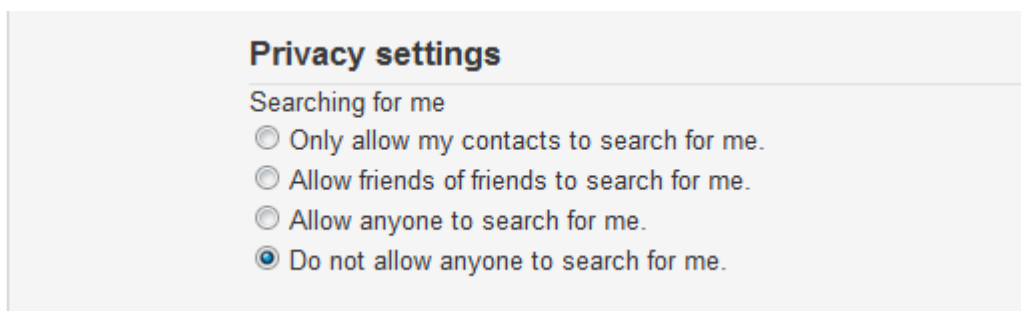 Privacy settings
Searching for me
Only allow my contacts to search for me.
Allow friends of friends to search for me.
Allow anyone to search for me.
Do not allow anyone to search for me.